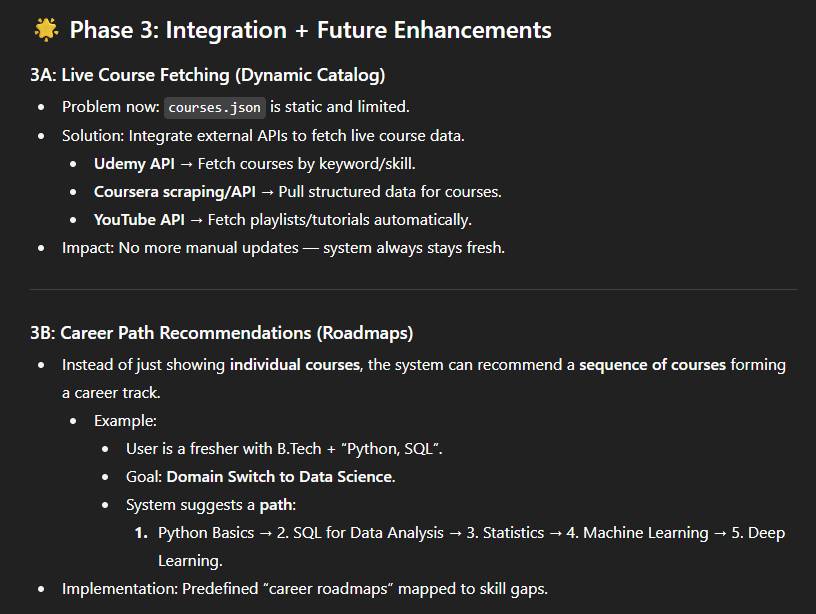 🌟 Phase 3: Integration + Future Enhancements
3A: Live Course Fetching (Dynamic Catalog)
• Problem now: courses.json is static and limited.
• Solution: Integrate external APIs to fetch live course data.
• Udemy API → Fetch courses by keyword/skill.
• Coursera scraping/API → Pull structured data for courses.
• YouTube API → Fetch playlists/tutorials automatically.
• Impact: No more manual updates — system always stays fresh.
3B: Career Path Recommendations (Roadmaps)
• Instead of just showing individual courses, the system can recommend a sequence of courses forming
a career track.
• Example:
• User is a fresher with B.Tech + “Python, SQL”.
• Goal: Domain Switch to Data Science.
• System suggests a path:
1. Python Basics → 2. SQL for Data Analysis → 3. Statistics → 4. Machine Learning → 5. Deep
Learning.
• Implementation: Predefined “career roadmaps” mapped to skill gaps.